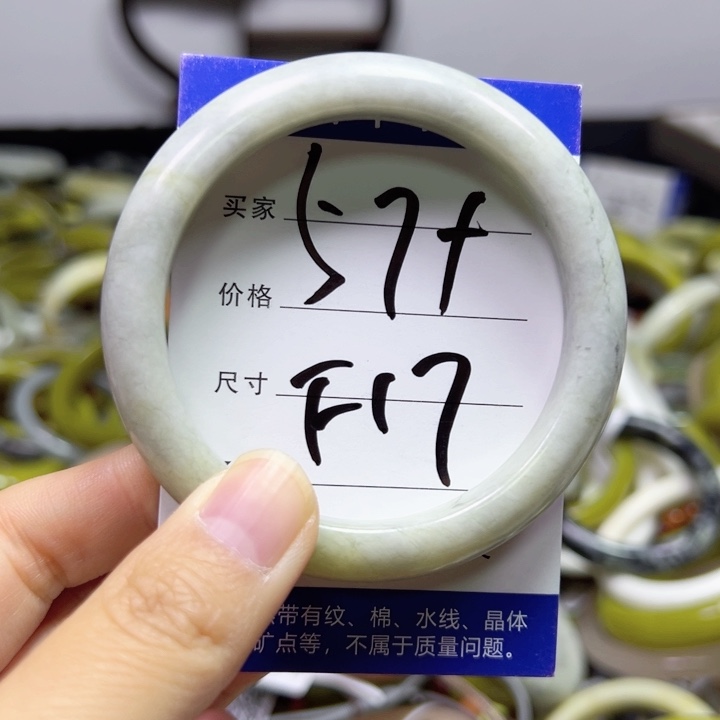 买家 57f
价格
尺寸 F17
带有纹、棉、水线、晶体
矿点等，不属于质量问题。